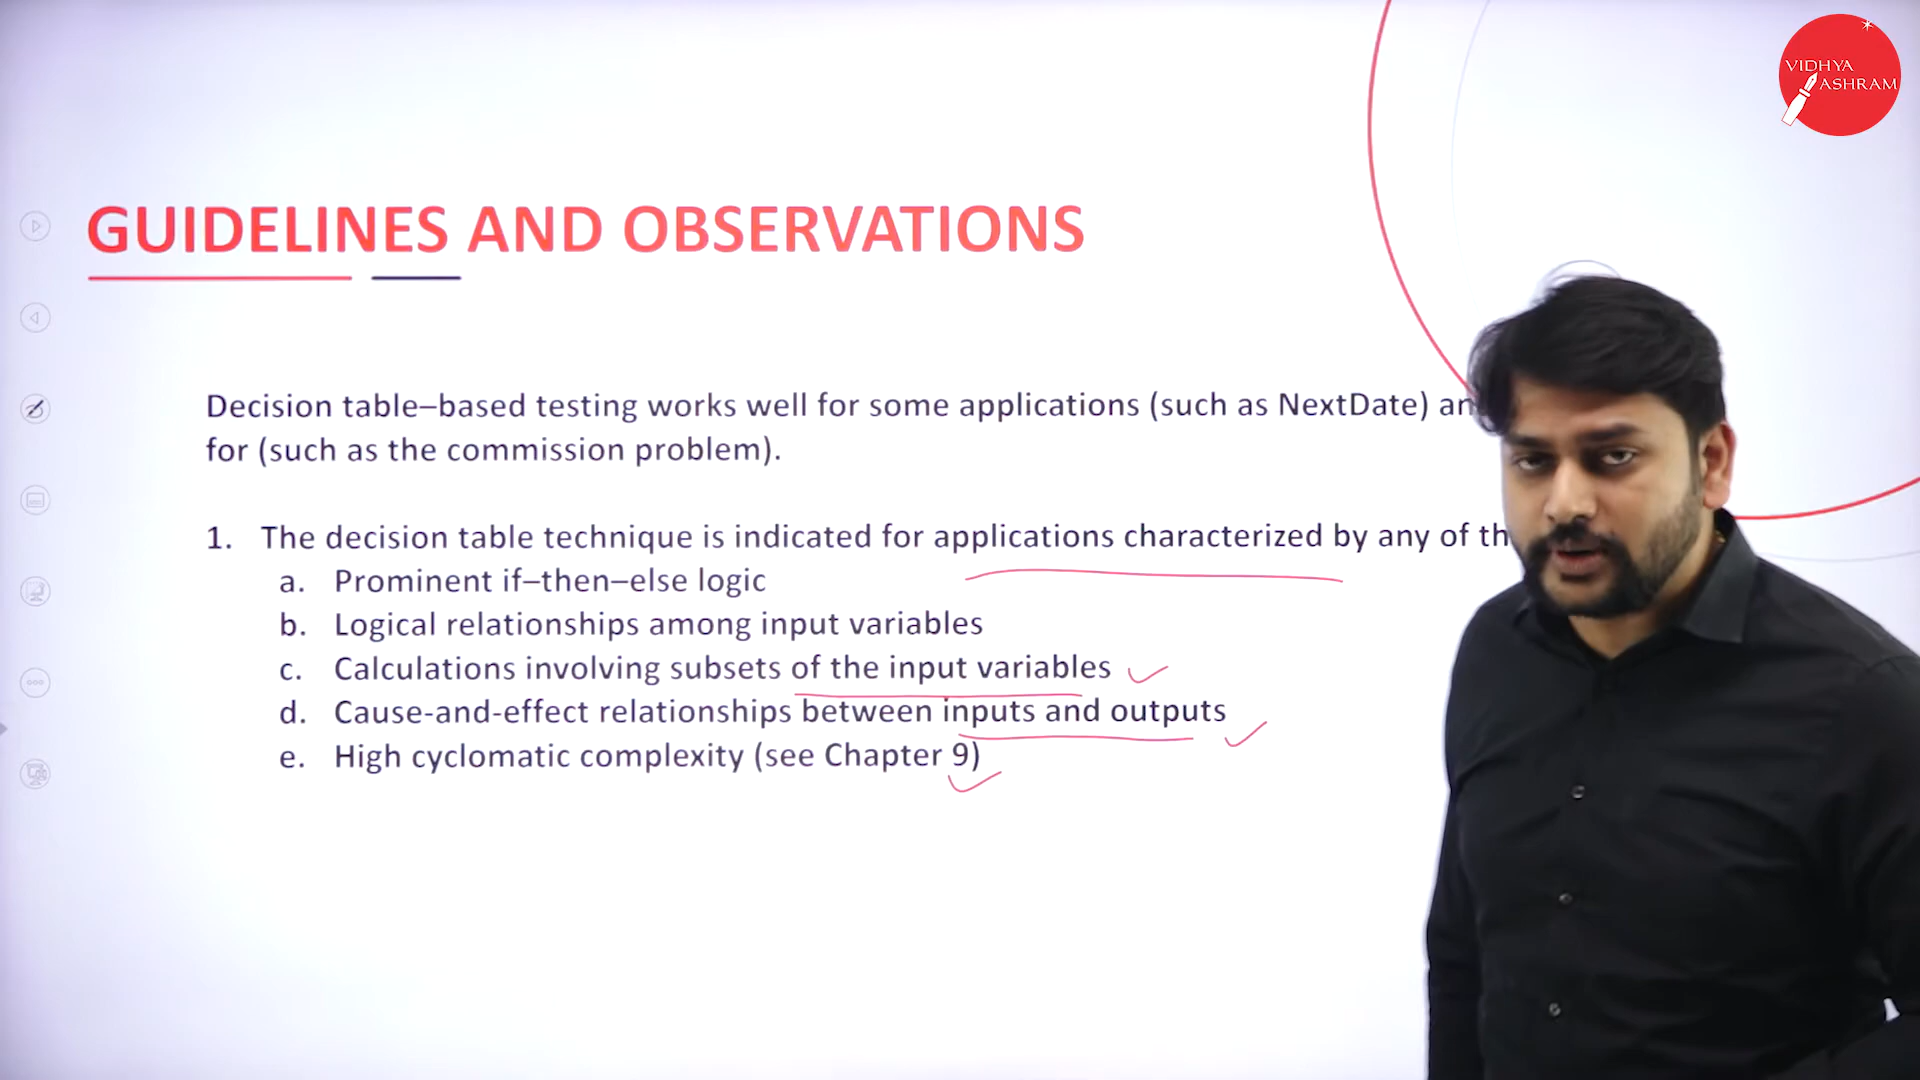 VIDHYA
ASHRAM
GUIDELINES AND OBSERVATIONS
Decision table–based testing works well for some applications (such as NextDate)
for (such as the commission problem).
1. The decision table technique is indicated for applications characterized by any of
a. Prominent if–then–else logic
b. Logical relationships among input variables
c. Calculations involving subsets of the input variables
d. Cause-and-effect relationships between inputs and outputs
e. High cyclomatic complexity (see Chapter 9)